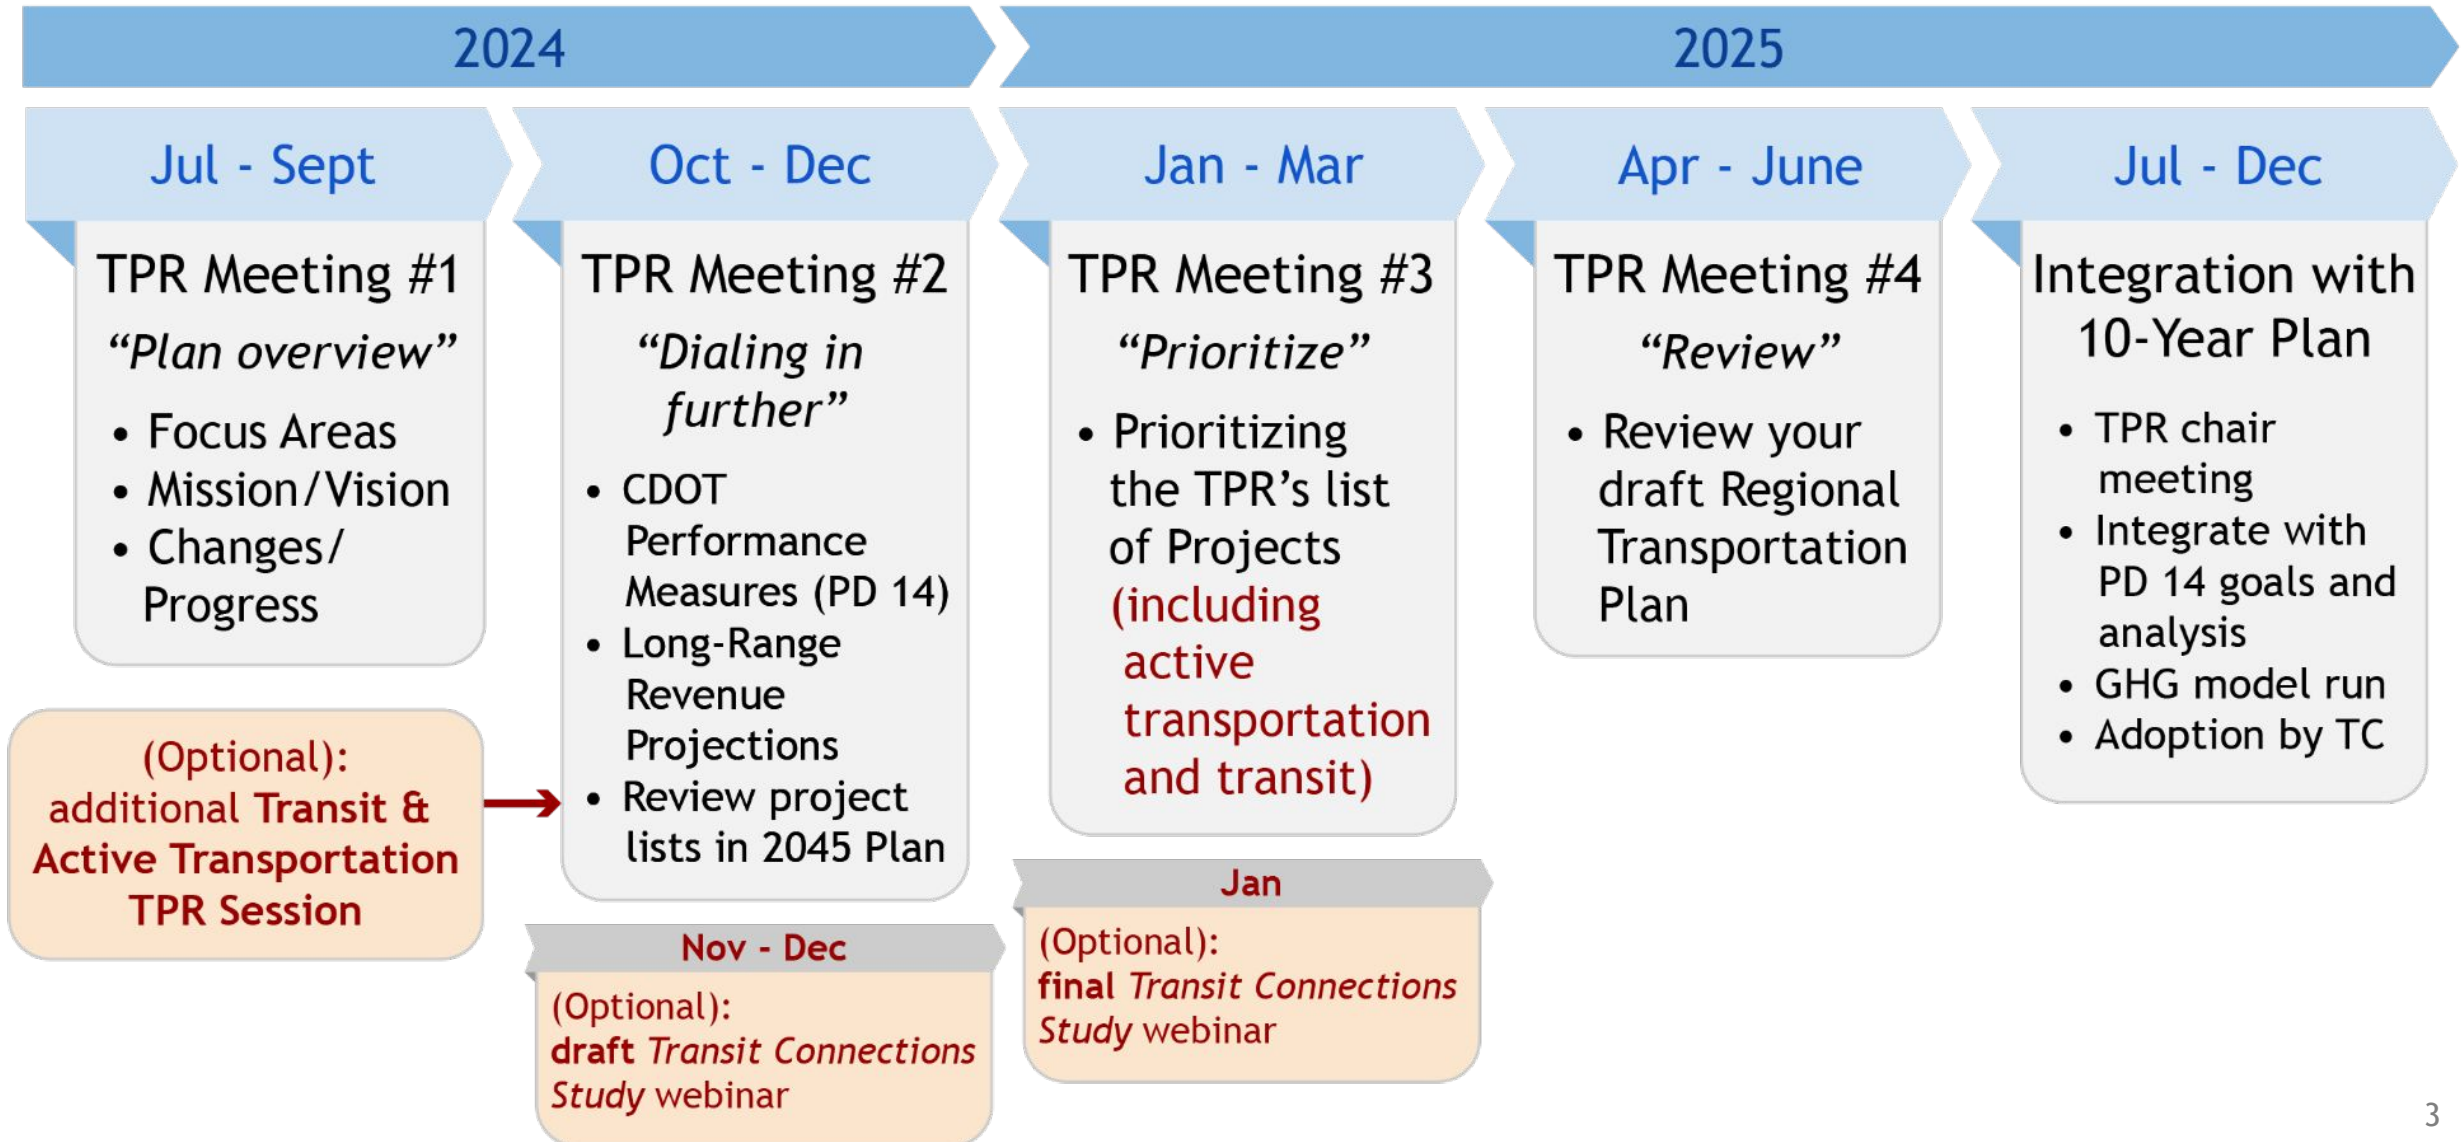 2024
2025
Jul - Sept
TPR Meeting #1
“Plan overview”
• Focus Areas
• Mission/Vision
• Changes/
Progress
(Optional):
additional Transit &
Active Transportation
TPR Session
Oct - Dec
TPR Meeting #2
“Dialing in
further”
• CDOT
Performance
Measures (PD 14)
• Long-Range
Revenue
Projections
• Review project
lists in 2045 Plan
Nov - Dec
(Optional):
draft Transit Connections
Study webinar
Jan - Mar
TPR Meeting #3
“Prioritize”
• Prioritizing
the TPR’s list
of Projects
(including
active
transportation
and transit)
Jan
(Optional):
final Transit Connections
Study webinar
Apr - June
TPR Meeting #4
“Review”
• Review your
draft Regional
Transportation
Plan
Jul - Dec
Integration with
10-Year Plan
• TPR chair
meeting
• Integrate with
PD 14 goals and
analysis
• GHG model run
• Adoption by TC
3